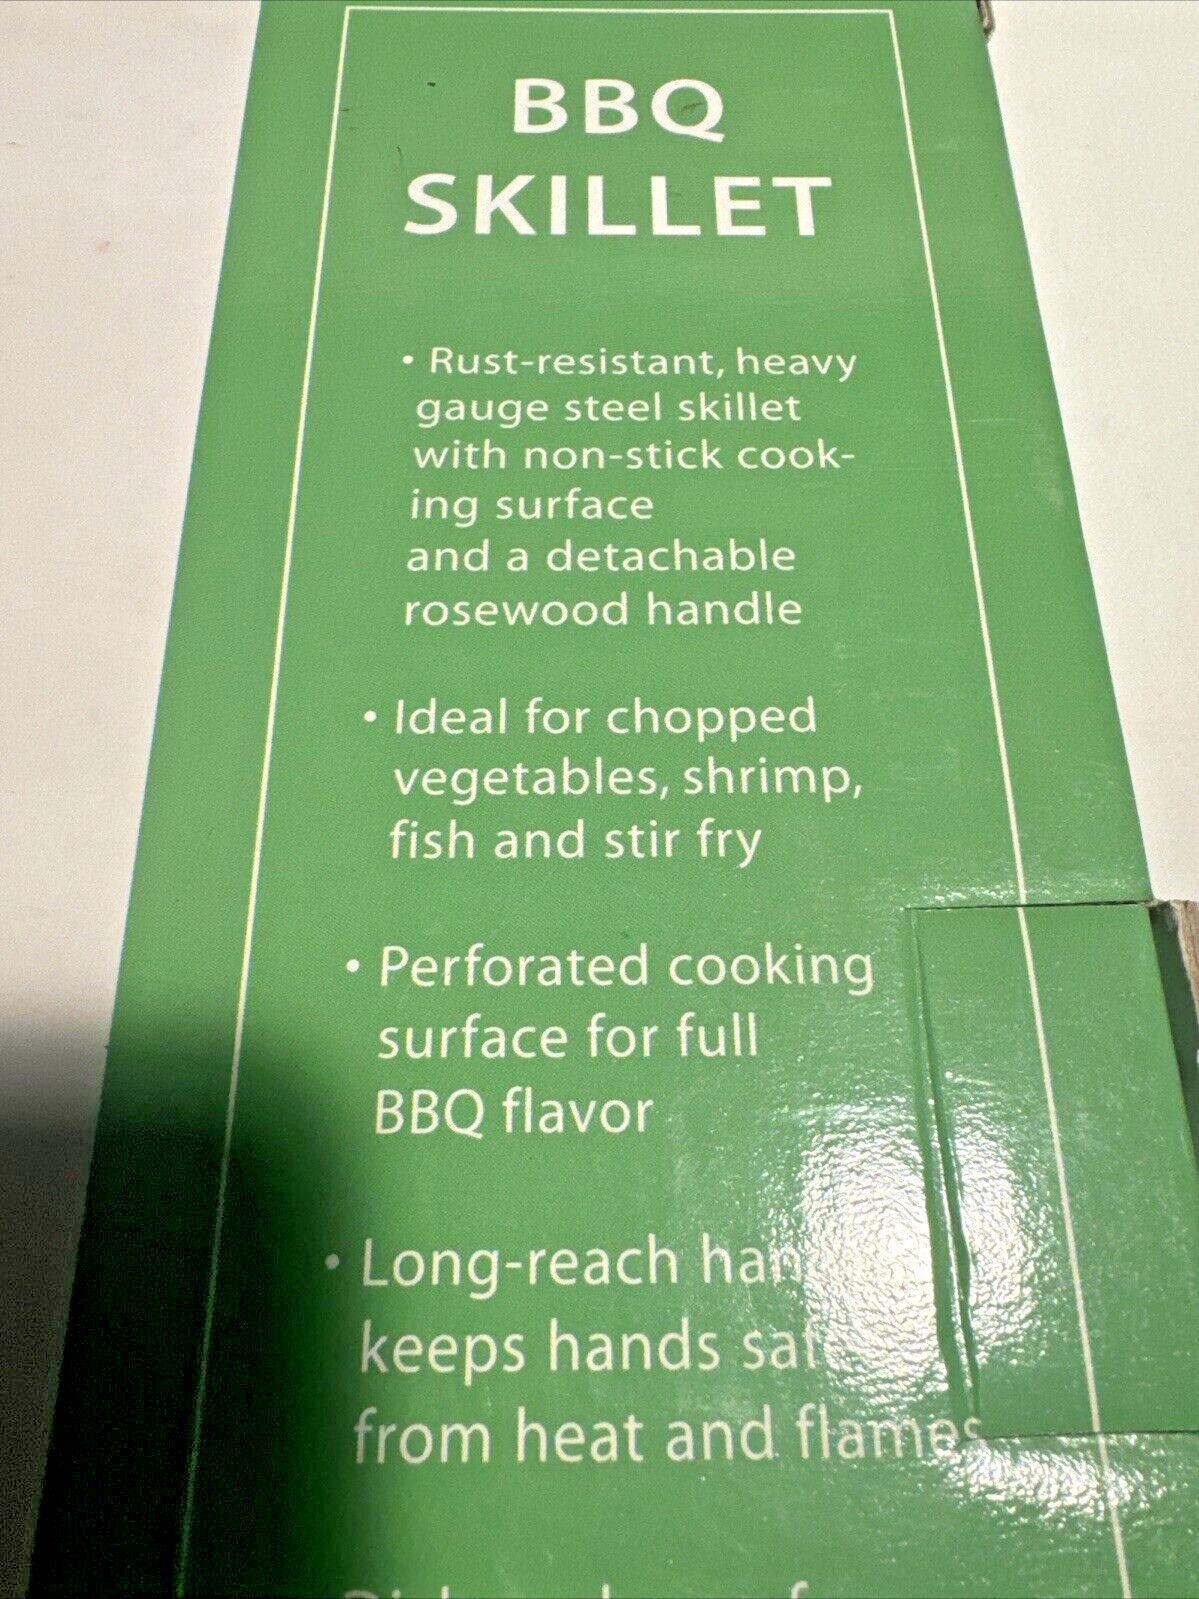 BBQ
SKILLET
• Rust-resistant, heavy
gauge steel skillet
with non-stick cook-
ing surface
and a detachable
rosewood handle
• Ideal for chopped
vegetables, shrimp,
fish and stir fry
• Perforated cooking
surface for full
BBQ flavor
• Long-reach
keeps hands
from heat and flames